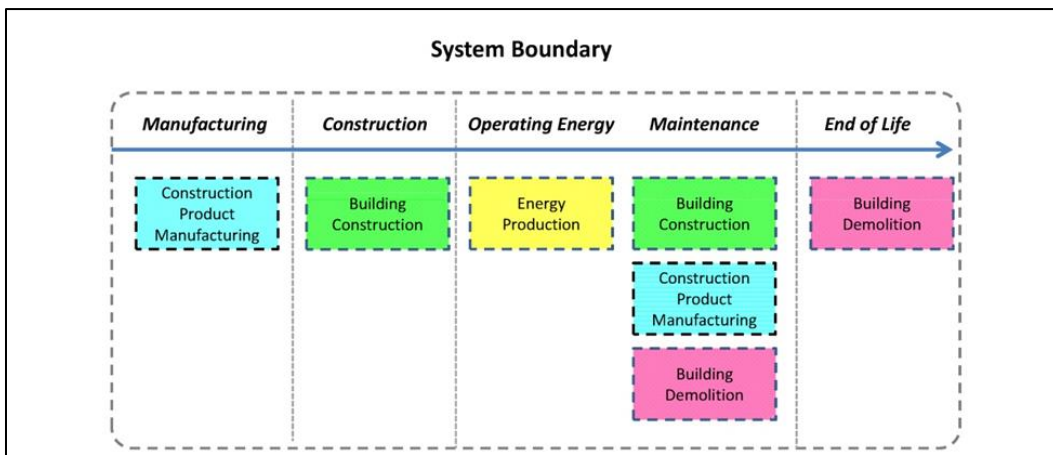 System Boundary
Manufacturing
Construction
Operating Energy
Maintenance
End of Life
Construction
Product
Manufacturing
Building
Construction
Energy
Production
Building
Construction
Building
Demolition
Construction
Product
Manufacturing
Building
Demolition